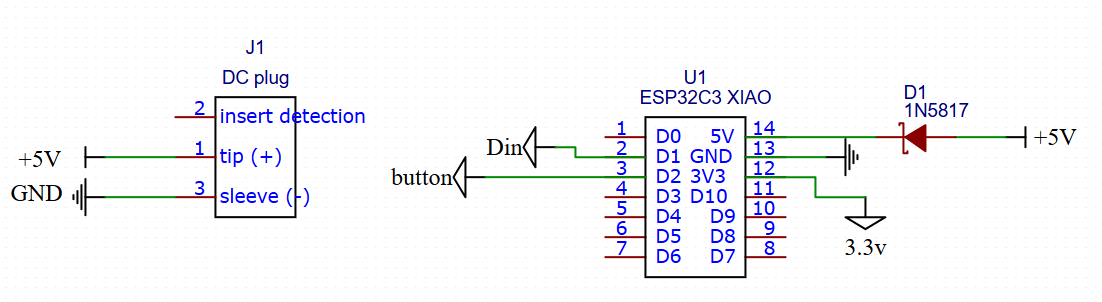 J1
DC plug
2 insert detection
+5V 1 tip (+)
GND 3 sleeve (-)
Din
button
U1
ESP32C3 XIAO
1 D0 5V 14
2 D1 GND 13
3 D2 3V3 12
4 D3 D10 11
5 D4 D9 10
6 D5 D8 9
7 D6 D7 8
D1
1N5817
+5V
3.3v